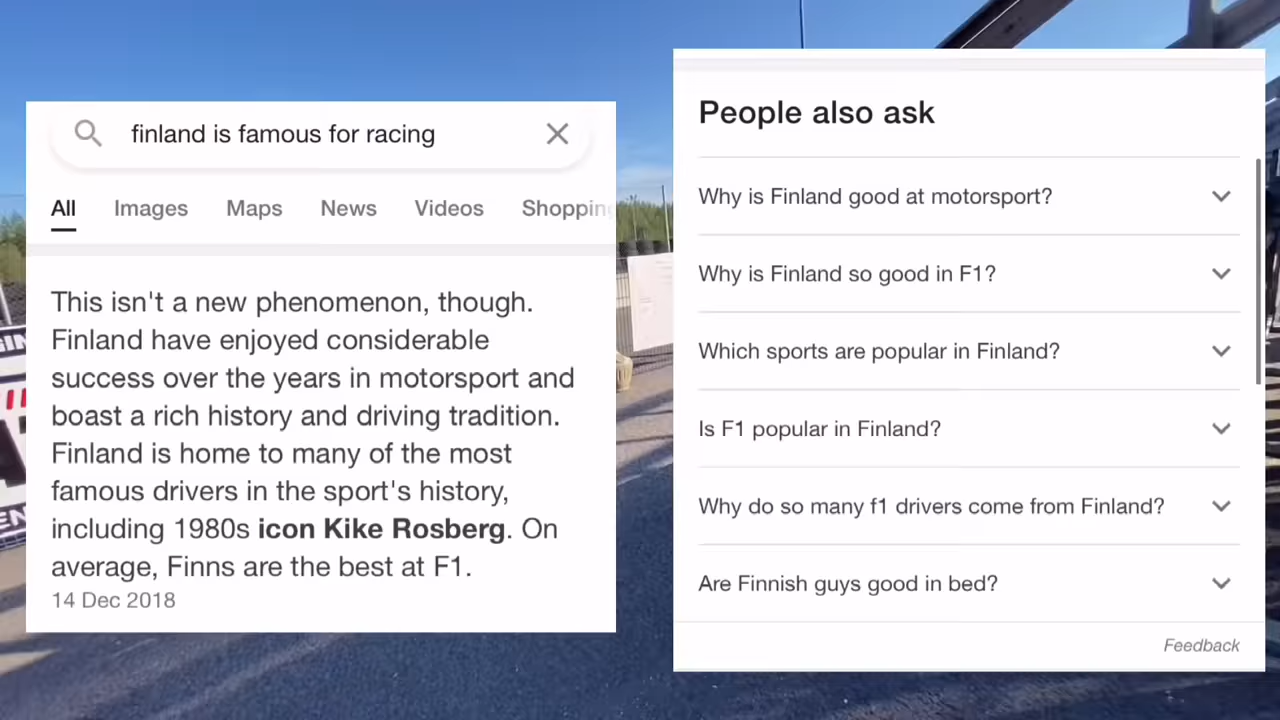 finland is famous for racing
All Images Maps News Videos Shopping
This isn't a new phenomenon, though.
Finland have enjoyed considerable
success over the years in motorsport and
boast a rich history and driving tradition.
Finland is home to many of the most
famous drivers in the sport's history,
including 1980s icon Kike Rosberg. On
average, Finns are the best at F1.
14 Dec 2018
People also ask
Why is Finland good at motorsport?
Why is Finland so good in F1?
Which sports are popular in Finland?
Is F1 popular in Finland?
Why do so many f1 drivers come from Finland?
Are Finnish guys good in bed?
Feedback